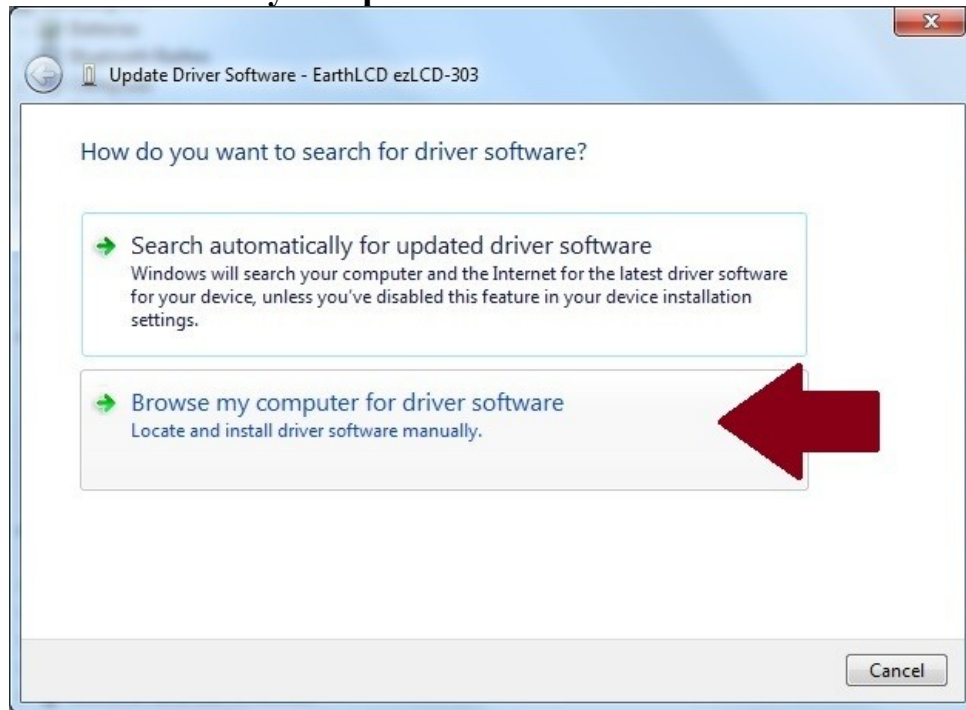 Update Driver Software - EarthLCD ezLCD-303
How do you want to search for driver software?
Search automatically for updated driver software
Windows will search your computer and the Internet for the latest driver software
for your device, unless you've disabled this feature in your device installation
settings.
Browse my computer for driver software
Locate and install driver software manually.
Cancel